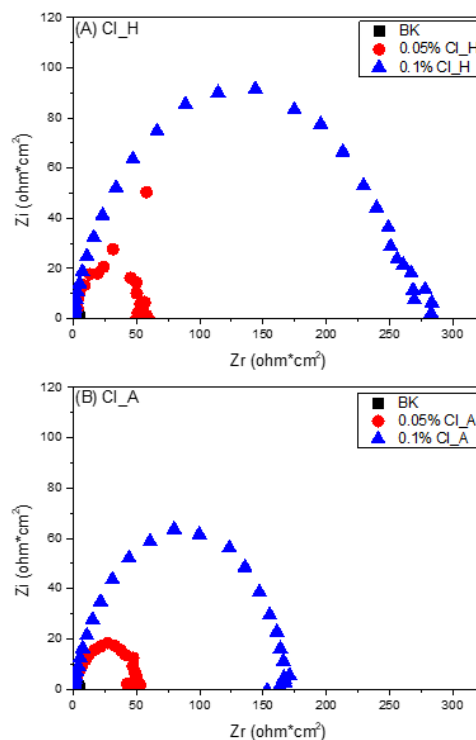 (A) CI_H
BK
0.05% CI_H
0.1% CI_H
120
100
80
60
40
20
0
Zi (ohm*cm²)
0 50 100 150 200 250 300
Zr (ohm*cm²)
(B) CI_A
BK
0.05% CI_A
0.1% CI_A
120
100
80
60
40
20
0
Zi (ohm*cm²)
0 50 100 150 200 250 300
Zr (ohm*cm²)